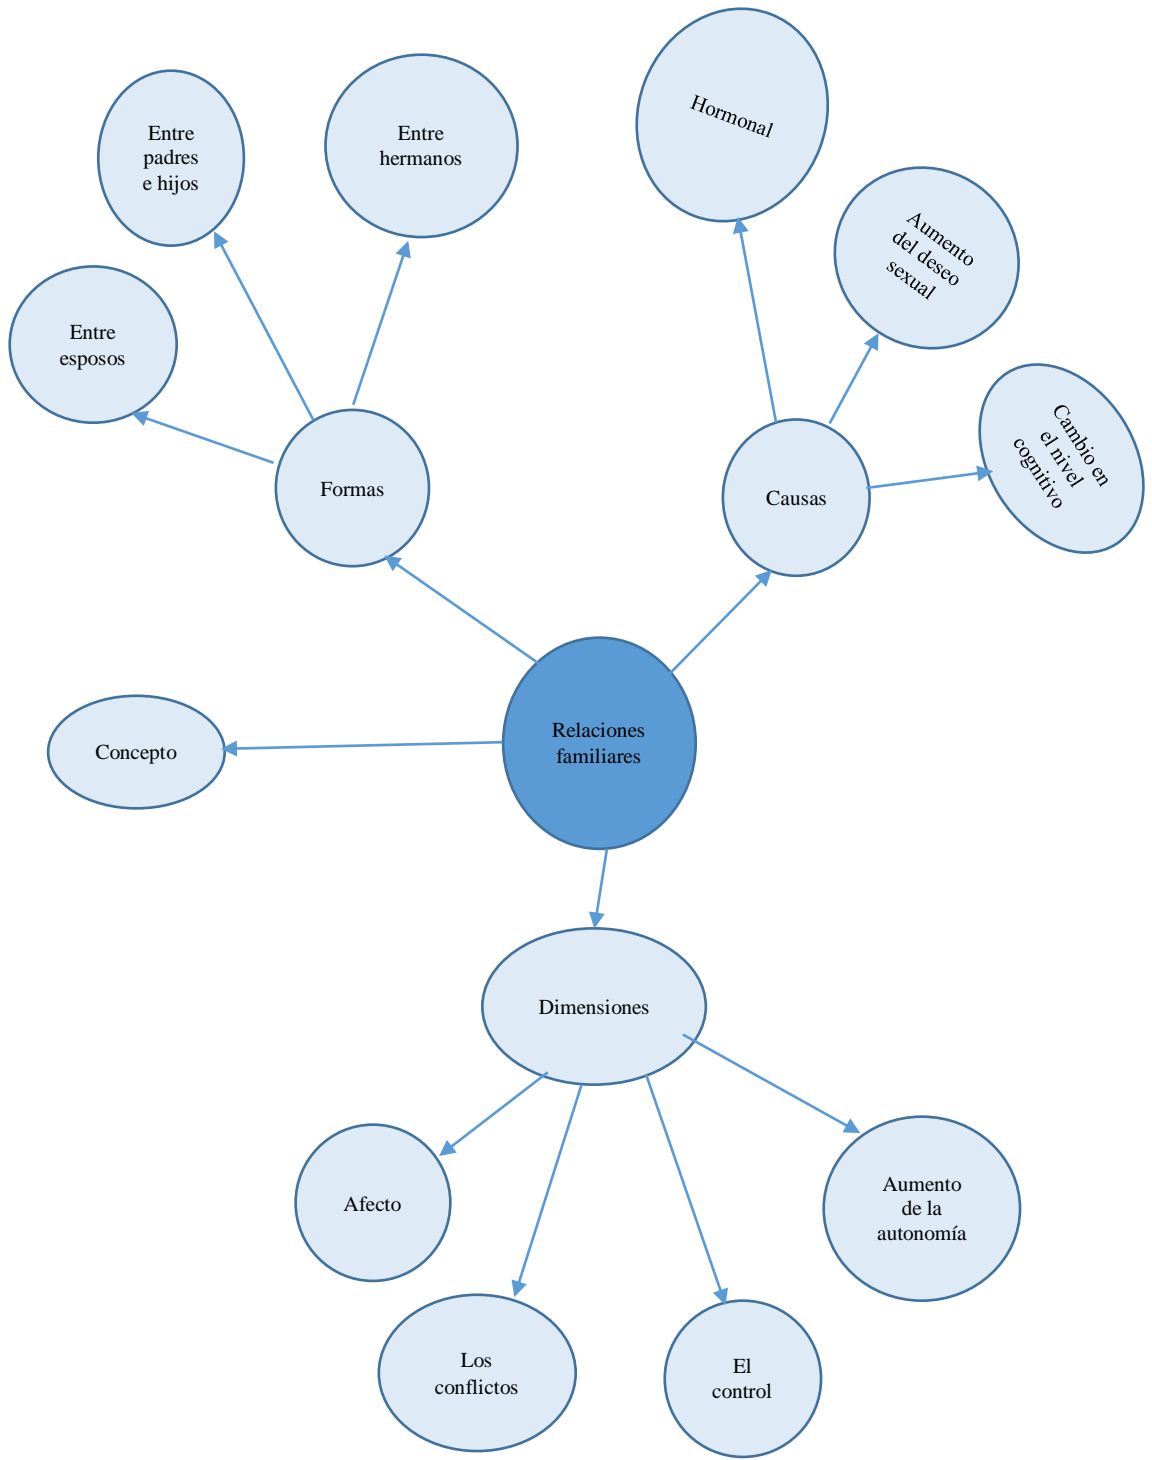 Hormonal
Entre
padres
e hijos
Entre
hermanos
Aumento
del deseo
sexual
Entre
esposos
Cambio en
el nivel
cognitivo
Formas
Causas
Relaciones
familiares
Concepto
Dimensiones
Afecto
Aumento
de la
autonomía
Los
conflictos
El
control